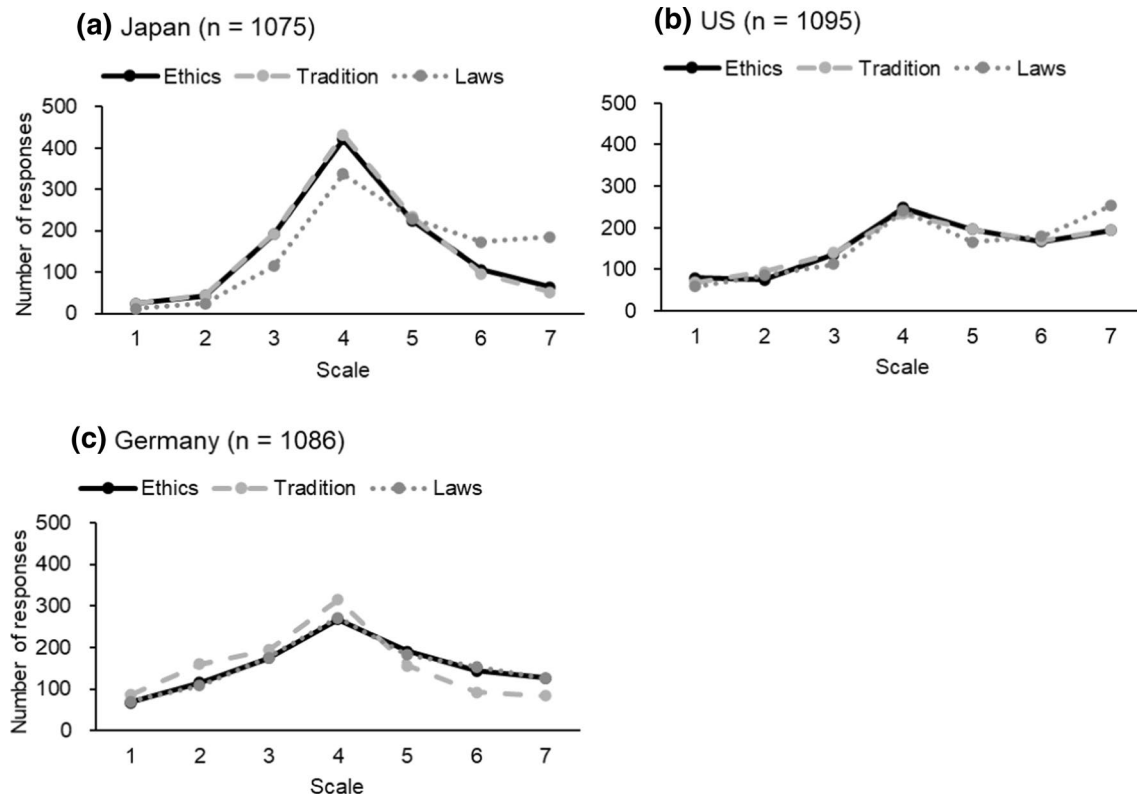 (a) Japan (n = 1075)
Ethics Tradition Laws
Number of responses
500
400
300
200
100
0
1 2 3 4 5 6 7
Scale
(b) US (n = 1095)
Ethics Tradition Laws
Number of responses
500
400
300
200
100
0
1 2 3 4 5 6 7
Scale
(c) Germany (n = 1086)
Ethics Tradition Laws
Number of responses
500
400
300
200
100
0
1 2 3 4 5 6 7
Scale